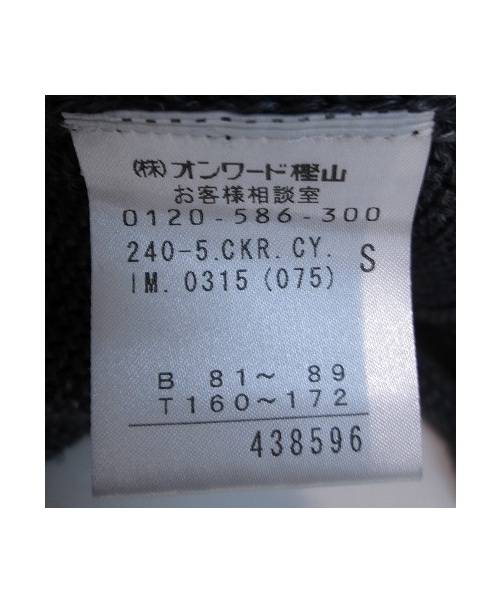 (株)オンワード樫山
お客様相談室
0120-586-300
240-5.CKR.CY. S
IM. 0315 (075)
B 81〜 89
T160〜172
438596